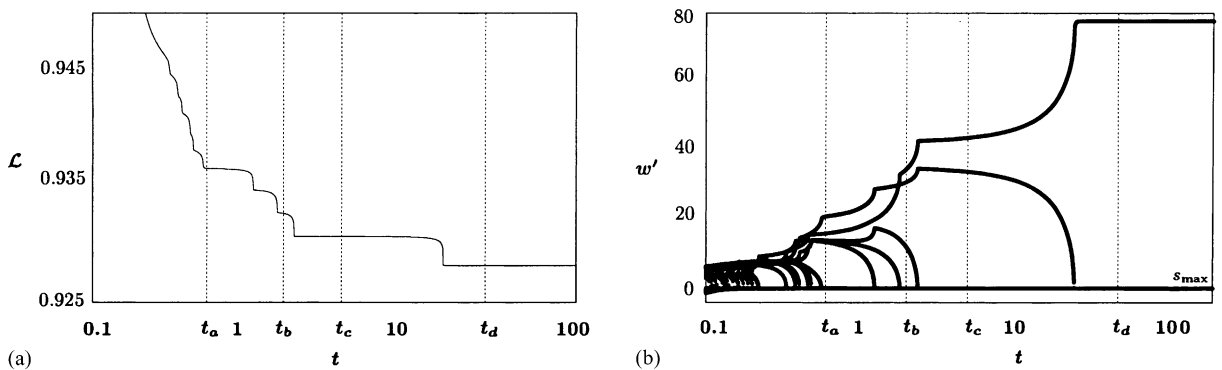 0.945
ℒ
0.935
0.925
0.1 t_a 1 t_b t_c 10 t_d 100
t
(a)
80
60
40
w′
20
0
s_max
0.1 t_a 1 t_b t_c 10 t_d 100
t
(b)